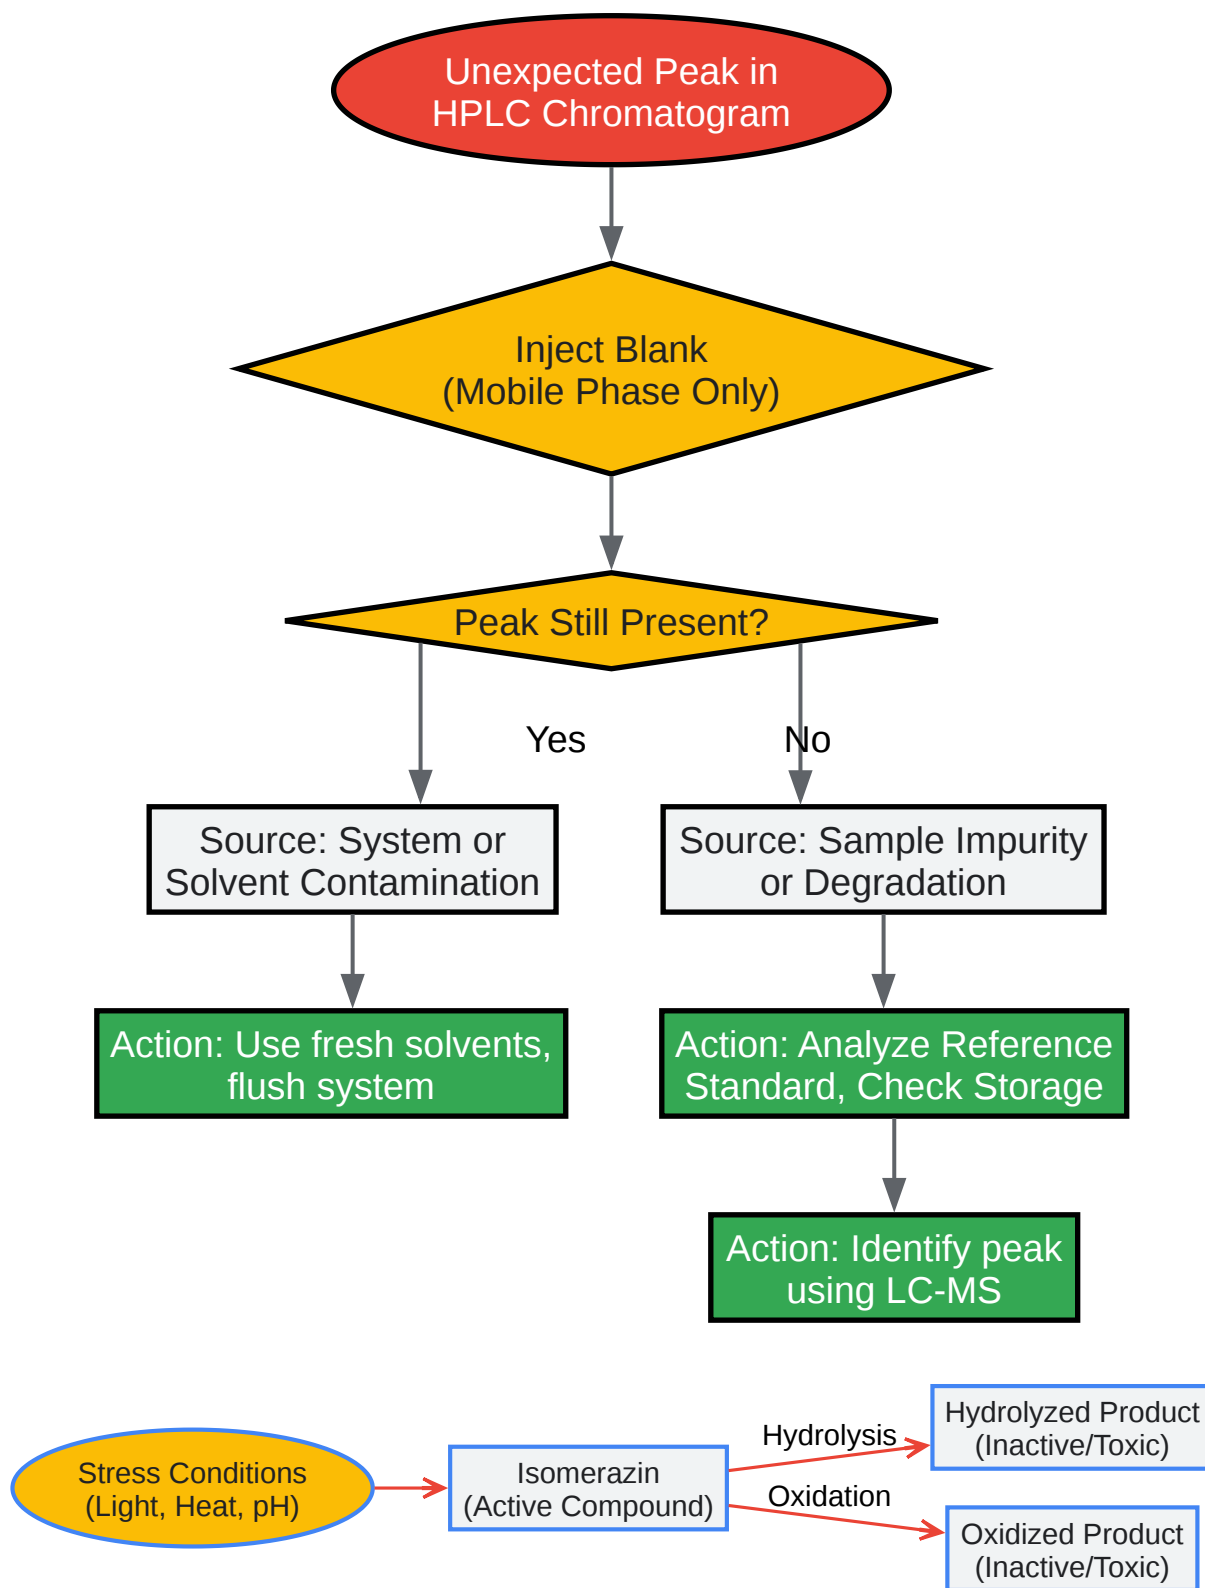 Unexpected Peak in
HPLC Chromatogram
Inject Blank
(Mobile Phase Only)
Peak Still Present?
Yes
No
Source: System or
Solvent Contamination
Source: Sample Impurity
or Degradation
Action: Use fresh solvents,
flush system
Action: Analyze Reference
Standard, Check Storage
Action: Identify peak
using LC-MS
Stress Conditions
(Light, Heat, pH)
Isomerazin
(Active Compound)
Hydrolysis
Hydrolyzed Product
(Inactive/Toxic)
Oxidation
Oxidized Product
(Inactive/Toxic)